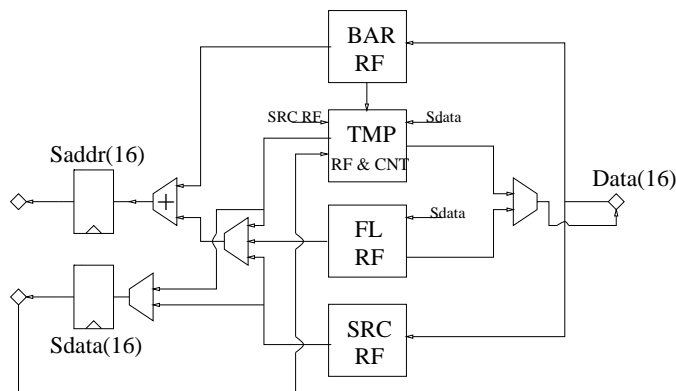 BAR
RF
SRC RF
Sdata
TMP
RF & CNT
Saddr(16)
+
Data(16)
Sdata
FL
RF
SRC
RF
Sdata(16)